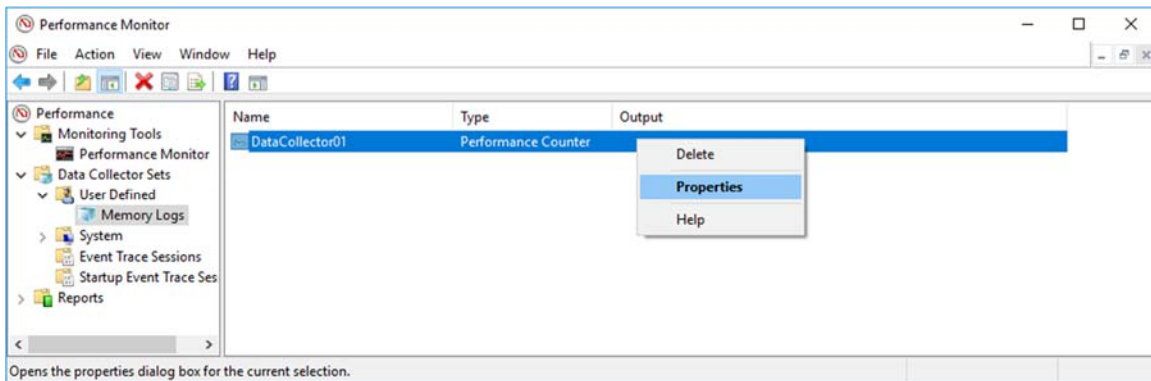 Performance Monitor
File Action View Window Help
Performance
Monitoring Tools
Performance Monitor
Data Collector Sets
User Defined
Memory Logs
System
Event Trace Sessions
Startup Event Trace Ses
Reports
Name Type Output
DataCollector01 Performance Counter
Delete
Properties
Help
Opens the properties dialog box for the current selection.